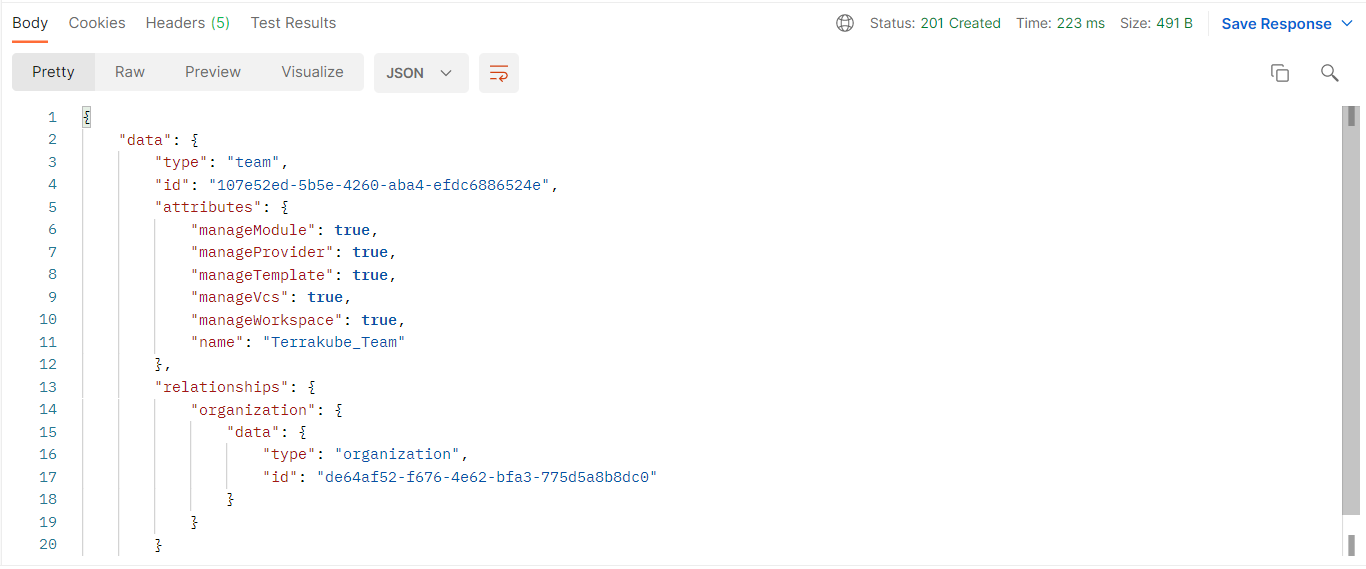 Body Cookies Headers (5) Test Results Status: 201 Created Time: 223 ms Size: 491 B Save Response
Pretty Raw Preview Visualize JSON
1 {
2 "data": {
3 "type": "team",
4 "id": "107e52ed-5b5e-4260-aba4-efdc6886524e",
5 "attributes": {
6 "manageModule": true,
7 "manageProvider": true,
8 "manageTemplate": true,
9 "manageVcs": true,
10 "manageWorkspace": true,
11 "name": "Terrakube_Team"
12 },
13 "relationships": {
14 "organization": {
15 "data": {
16 "type": "organization",
17 "id": "de64af52-f676-4e62-bfa3-775d5a8b8dc0"
18 }
19 }
20 }